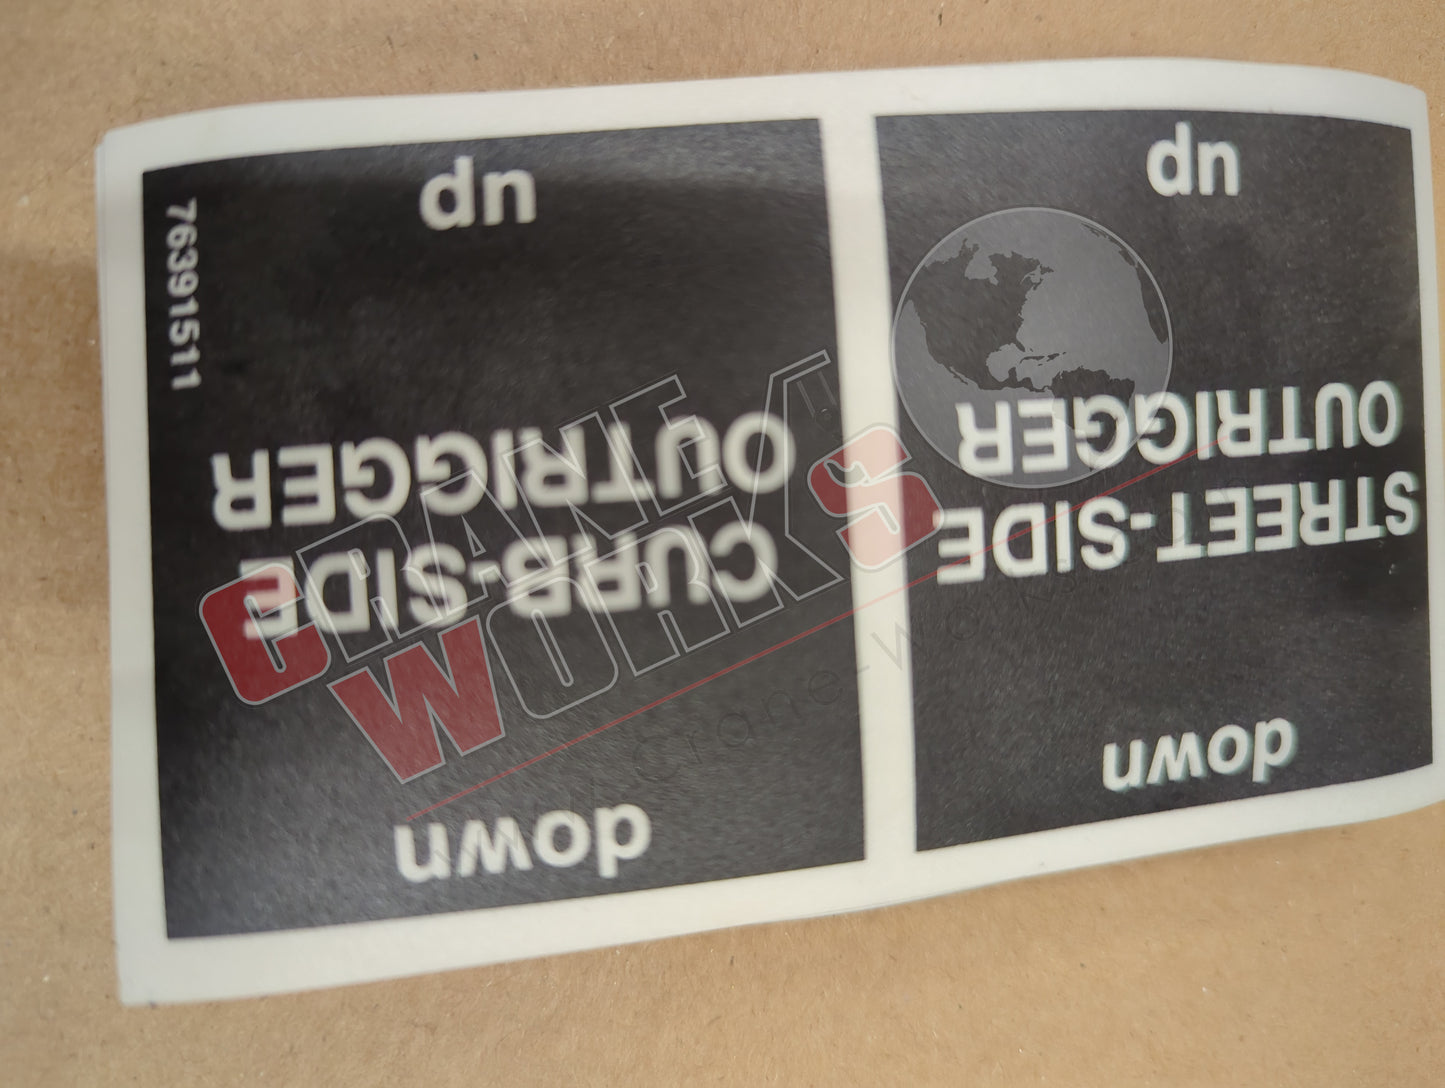 down
STREET-SIDE
OUTRIGGER
up
down
CURB-SIDE
OUTRIGGER
up
76391511
CRANE
WORKS